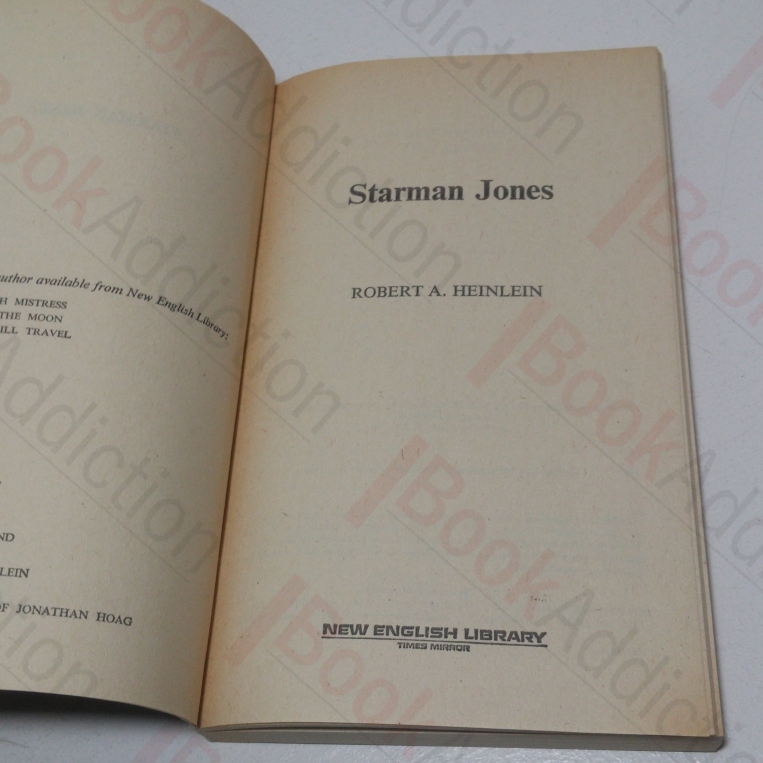 uthor available from New English Library:
H MISTRESS
THE MOON
ILL TRAVEL
ND
LEIN
OF JONATHAN HOAG
Starman Jones
ROBERT A. HEINLEIN
NEW ENGLISH LIBRARY
TIMES MIRROR
BookAddiction